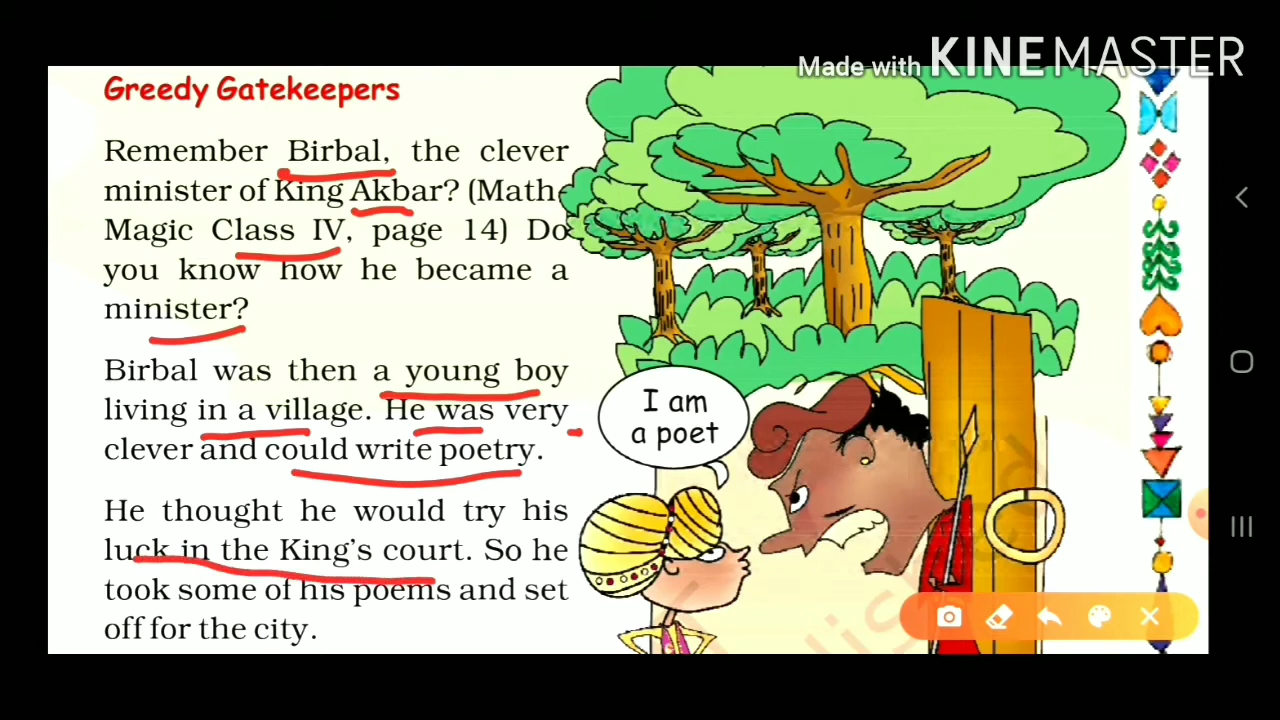 Made with KINEMASTER
Greedy Gatekeepers
Remember Birbal, the clever
minister of King Akbar? (Math-
Magic Class IV, page 14) Do
you know how he became a
minister?
Birbal was then a young boy
living in a village. He was very
clever and could write poetry.
He thought he would try his
luck in the King's court. So he
took some of his poems and set
off for the city.
I am
a poet